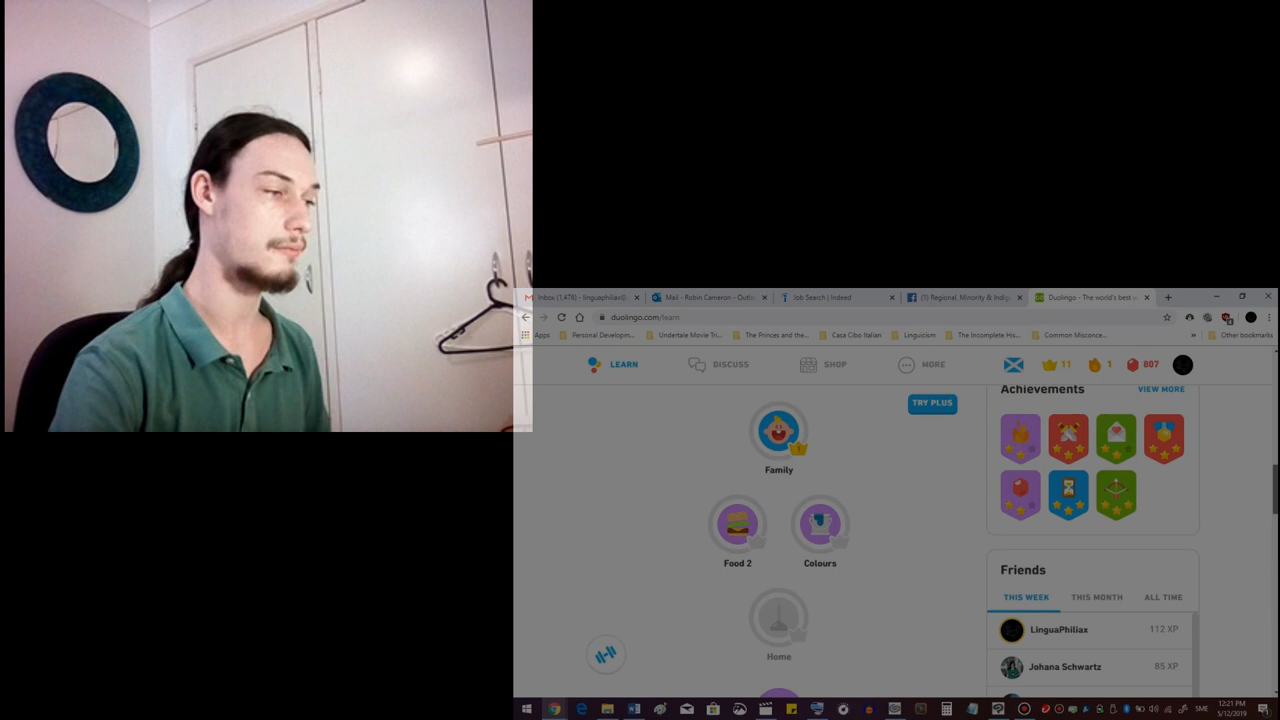 Inbox (1,476) - linguaphiliax@
Mail - Robin Cameron - Outlo
Job Search | Indeed
(1) Regional, Minority & Indig
Duolingo - The world's best w
duolingo.com/learn
Apps
Personal Developm...
Undertale Movie Tri...
The Princes and the...
Casa Cibo Italian
Linguicism
The Incomplete His...
Common Misconce...
»
Other bookmarks
LEARN
DISCUSS
SHOP
MORE
11
1
807
TRY PLUS
Achievements
VIEW MORE
1
Family
Food 2
Colours
Home
Friends
THIS WEEK
THIS MONTH
ALL TIME
LinguaPhiliax
112 XP
Johana Schwartz
85 XP
SME
12:21 PM
5/12/2019